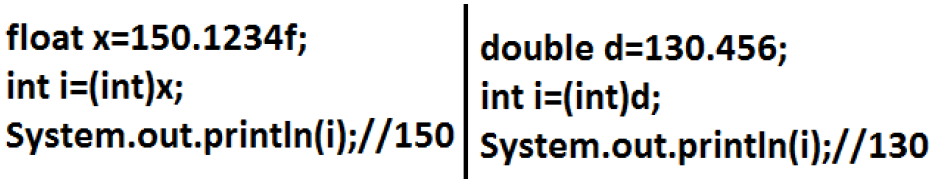 float x=150.1234f;
int i=(int)x;
System.out.println(i);//150
double d=130.456;
int i=(int)d;
System.out.println(i);//130